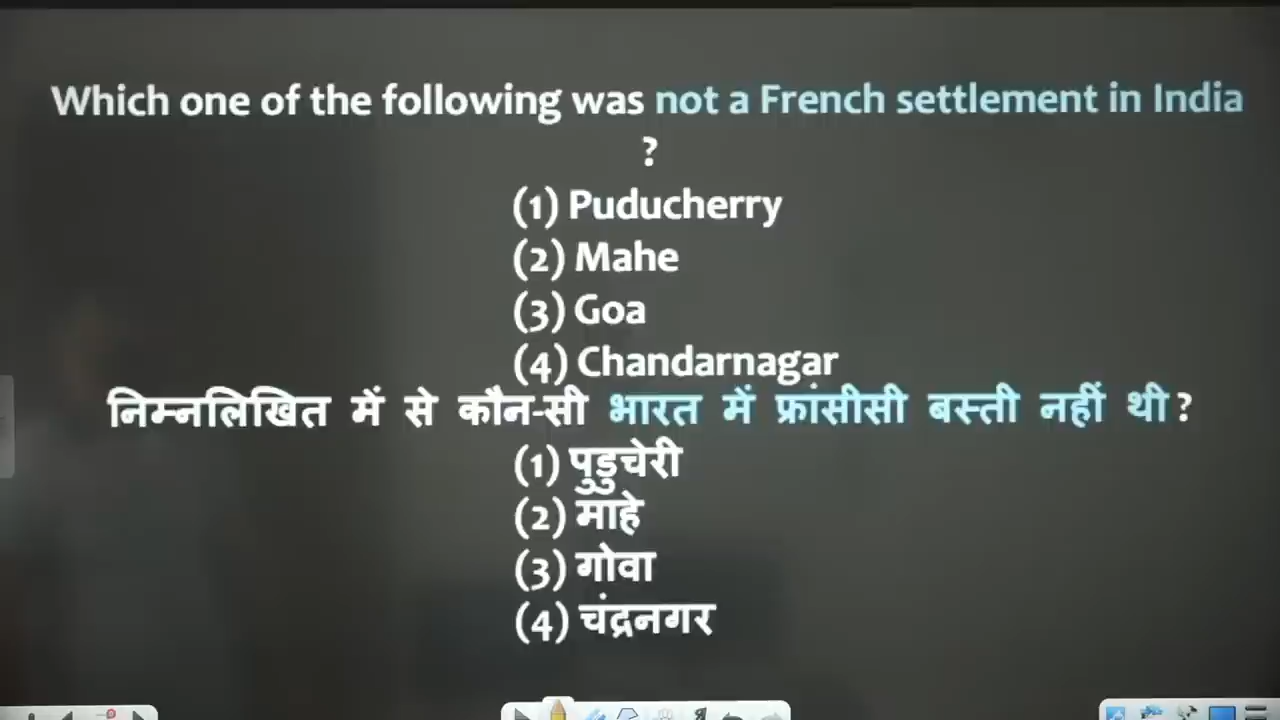 Which one of the following was not a French settlement in India
?
(1) Puducherry
(2) Mahe
(3) Goa
(4) Chandarnagar
निम्नलिखित में से कौन-सी भारत में फ्रांसीसी बस्ती नहीं थी ?
(1) पुडुचेरी
(2) माहे
(3) गोवा
(4) चंद्रनगर